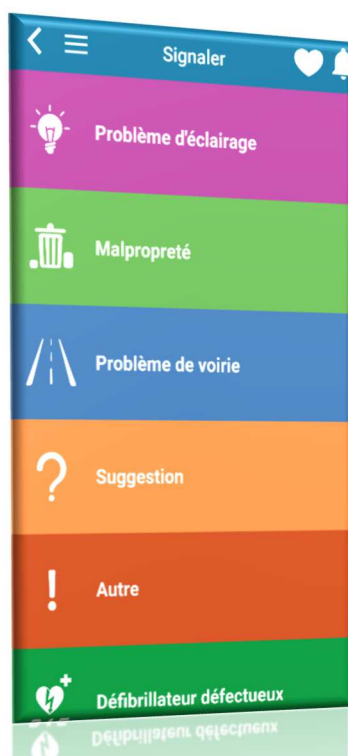 Signaler
Problème d'éclairage
Malpropreté
Problème de voirie
Suggestion
Autre
Défibrillateur défectueux